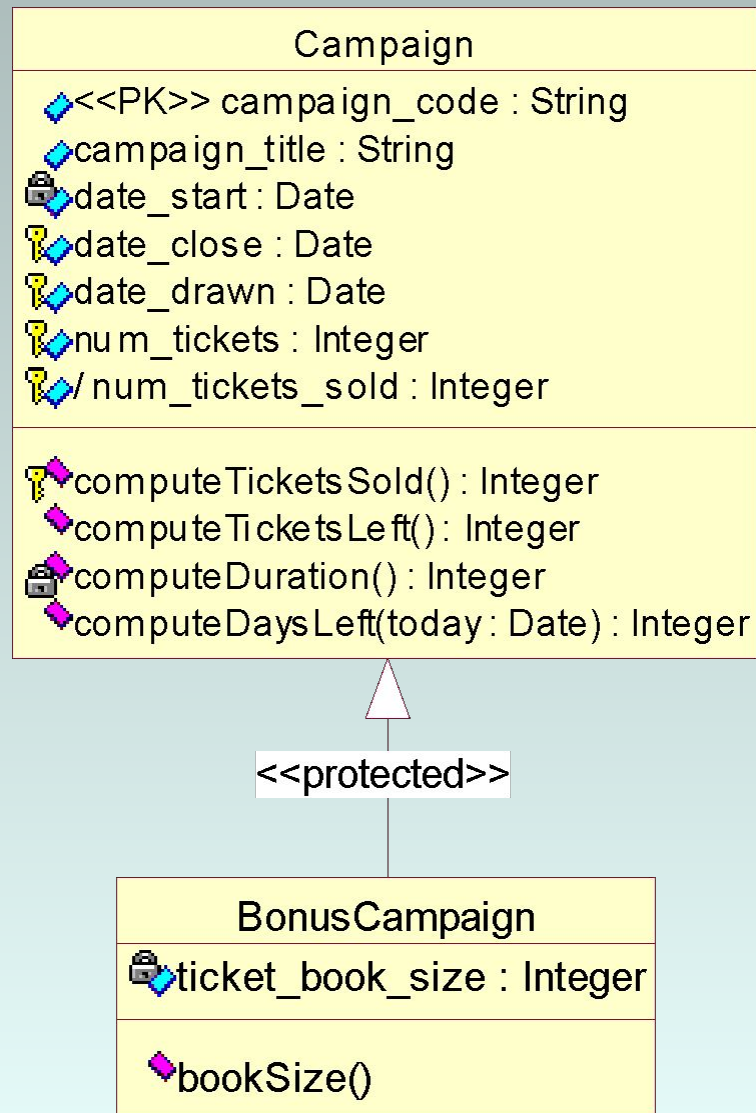 Campaign
<<PK>> campaign_code : String
campaign_title : String
date_start : Date
date_close : Date
date_drawn : Date
num_tickets : Integer
/ num_tickets_sold : Integer
computeTicketsSold() : Integer
computeTicketsLeft() : Integer
computeDuration() : Integer
computeDaysLeft(today : Date) : Integer
<<protected>>
BonusCampaign
ticket_book_size : Integer
bookSize()